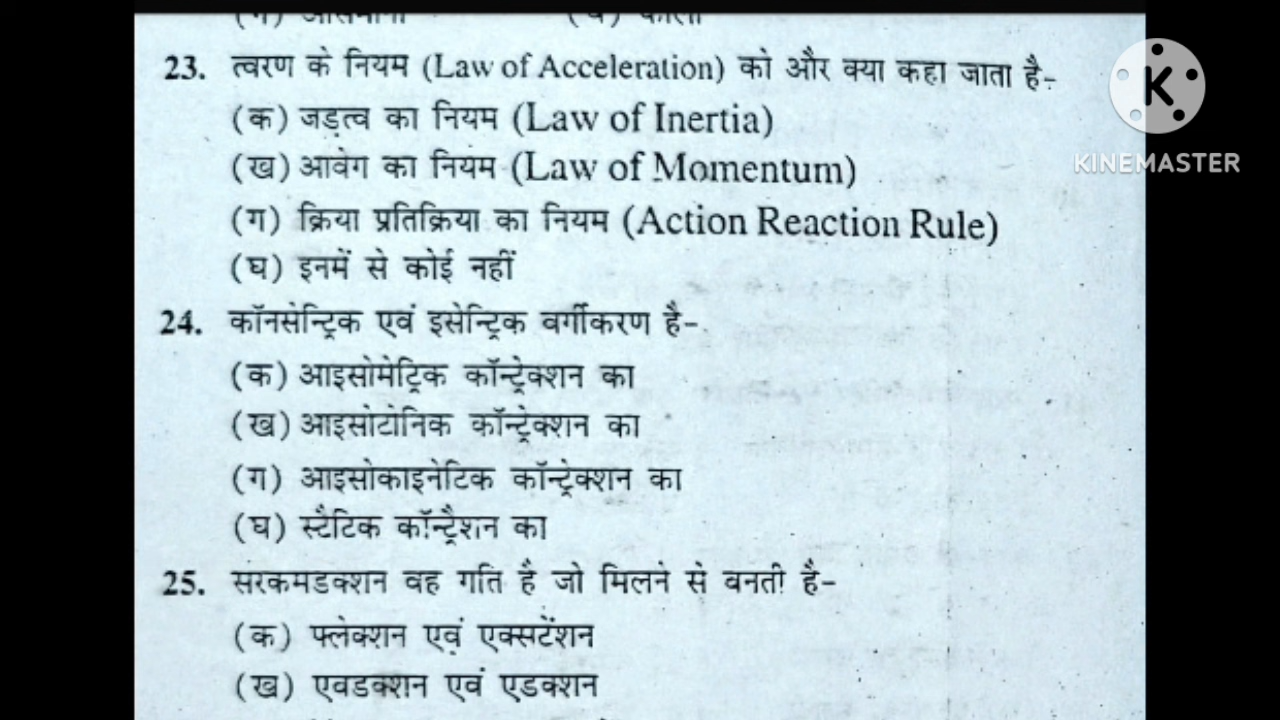 23. त्वरण के नियम (Law of Acceleration) को और क्या कहा जाता है-
(क) जड़त्व का नियम (Law of Inertia)
(ख) आवेग का नियम (Law of Momentum)
(ग) क्रिया प्रतिक्रिया का नियम (Action Reaction Rule)
(घ) इनमें से कोई नहीं
24. कॉनसेन्ट्रिक एवं इसेन्ट्रिक वर्गीकरण है-
(क) आइसोमेट्रिक कॉन्ट्रेक्शन का
(ख) आइसोटोनिक कॉन्ट्रेक्शन का
(ग) आइसोकाइनेटिक कॉन्ट्रेक्शन का
(घ) स्टैटिक कॉन्ट्रैशन का
25. सरकमडक्शन वह गति है जो मिलने से बनती है-
(क) फ्लेक्शन एवं एक्सटेंशन
(ख) एवडक्शन एवं एडक्शन
K
KINEMASTER